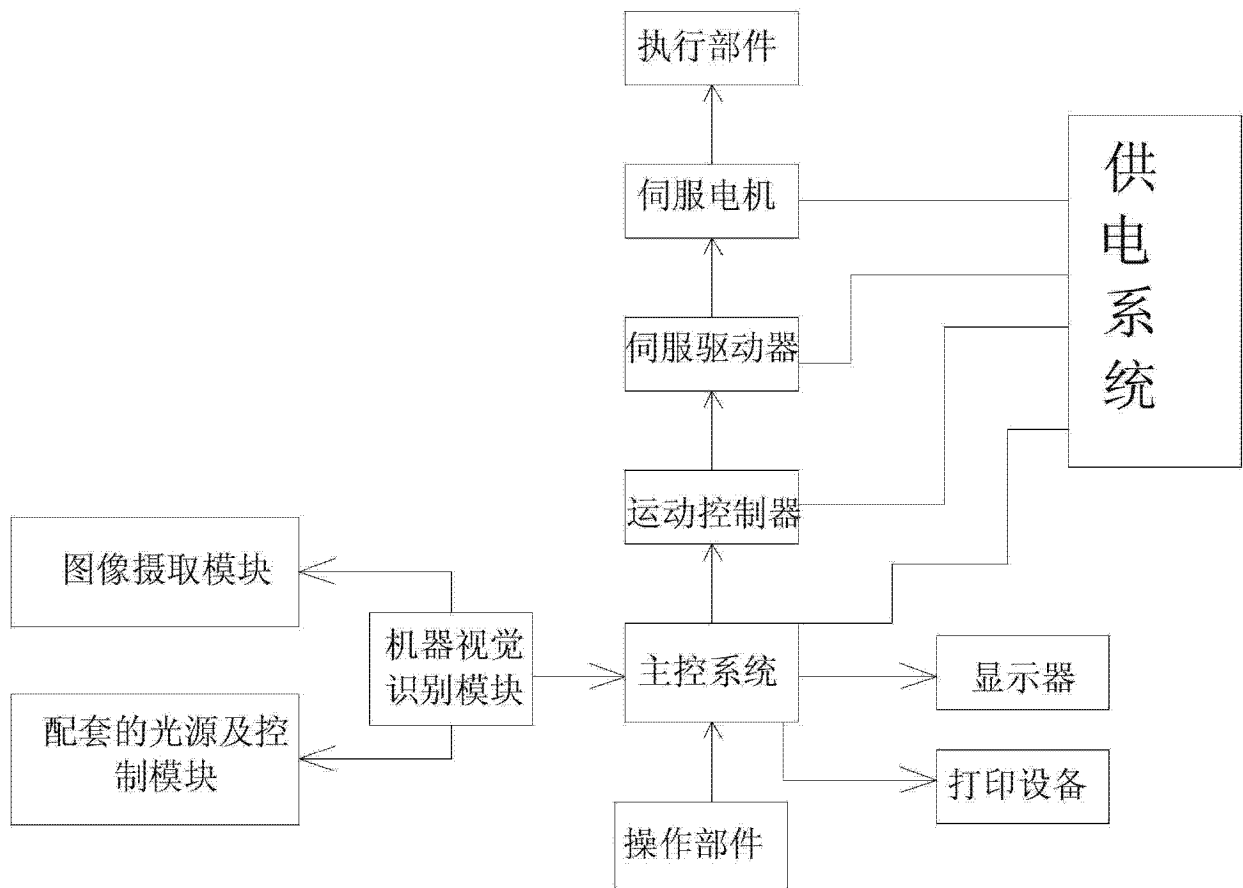 执行部件
供电系统
伺服电机
伺服驱动器
运动控制器
图像摄取模块
机器视觉
识别模块
主控系统
显示器
配套的光源及控
制模块
打印设备
操作部件